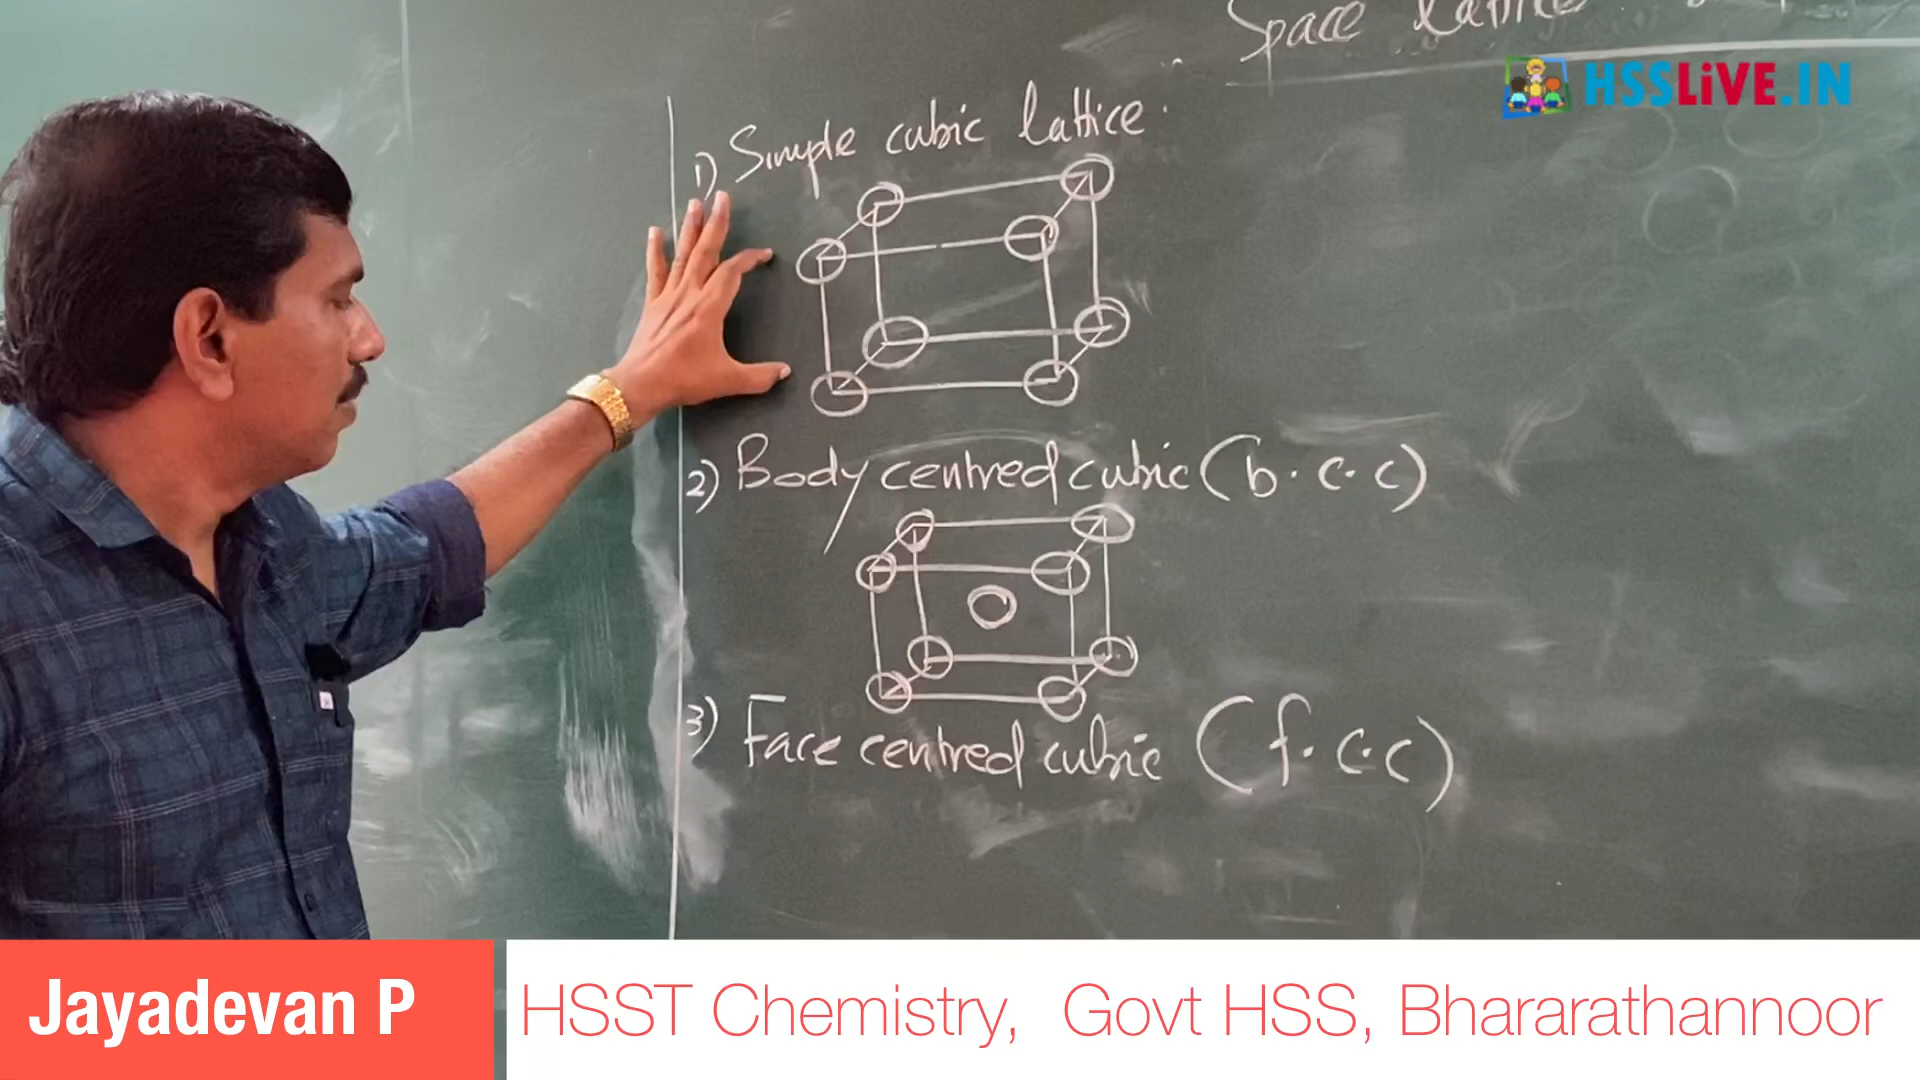 Space lattice
HSSLiVE.IN
1) Simple cubic lattice.
2) Body centred cubic (b.c.c)
3) Face centred cubic (f.c.c)
Jayadevan P
HSST Chemistry, Govt HSS, Bhararathannoor